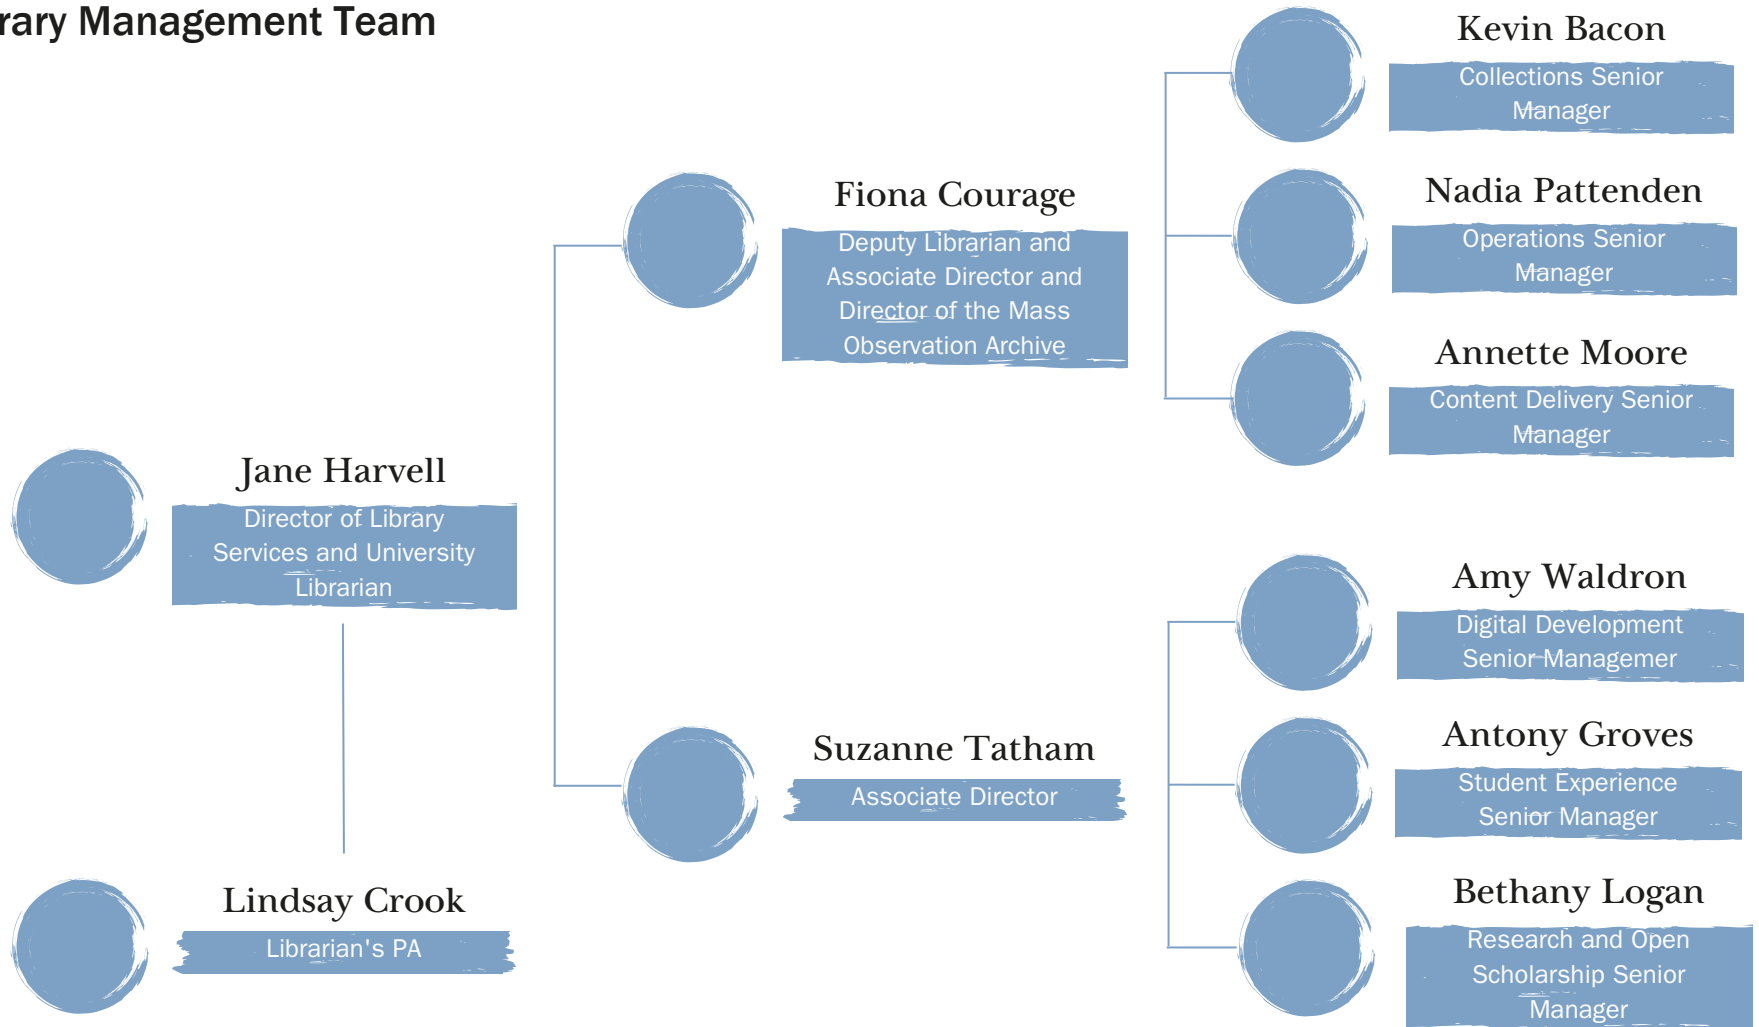 rary Management Team
Kevin Bacon
Collections Senior
Manager
Nadia Pattenden
Operations Senior
Manager
Annette Moore
Content Delivery Senior
Manager
Fiona Courage
Deputy Librarian and
Associate Director and
Director of the Mass
Observation Archive
Jane Harvell
Director of Library
Services and University
Librarian
Lindsay Crook
Librarian's PA
Suzanne Tatham
Associate Director
Amy Waldron
Digital Development
Senior Managemer
Antony Groves
Student Experience
Senior Manager
Bethany Logan
Research and Open
Scholarship Senior
Manager